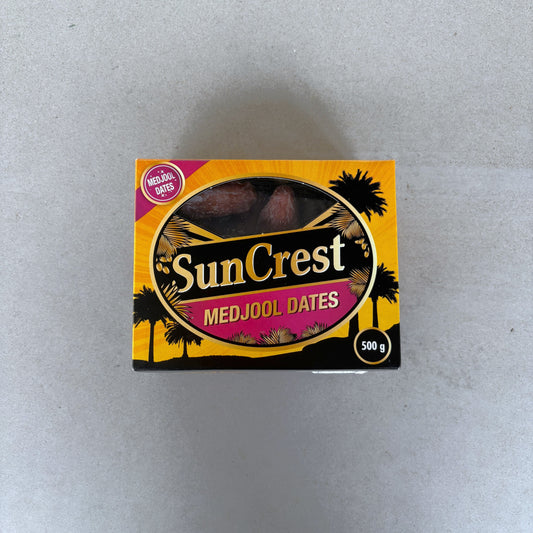 MEDJOOL
DATES
SunCrest
MEDJOOL DATES
500 g